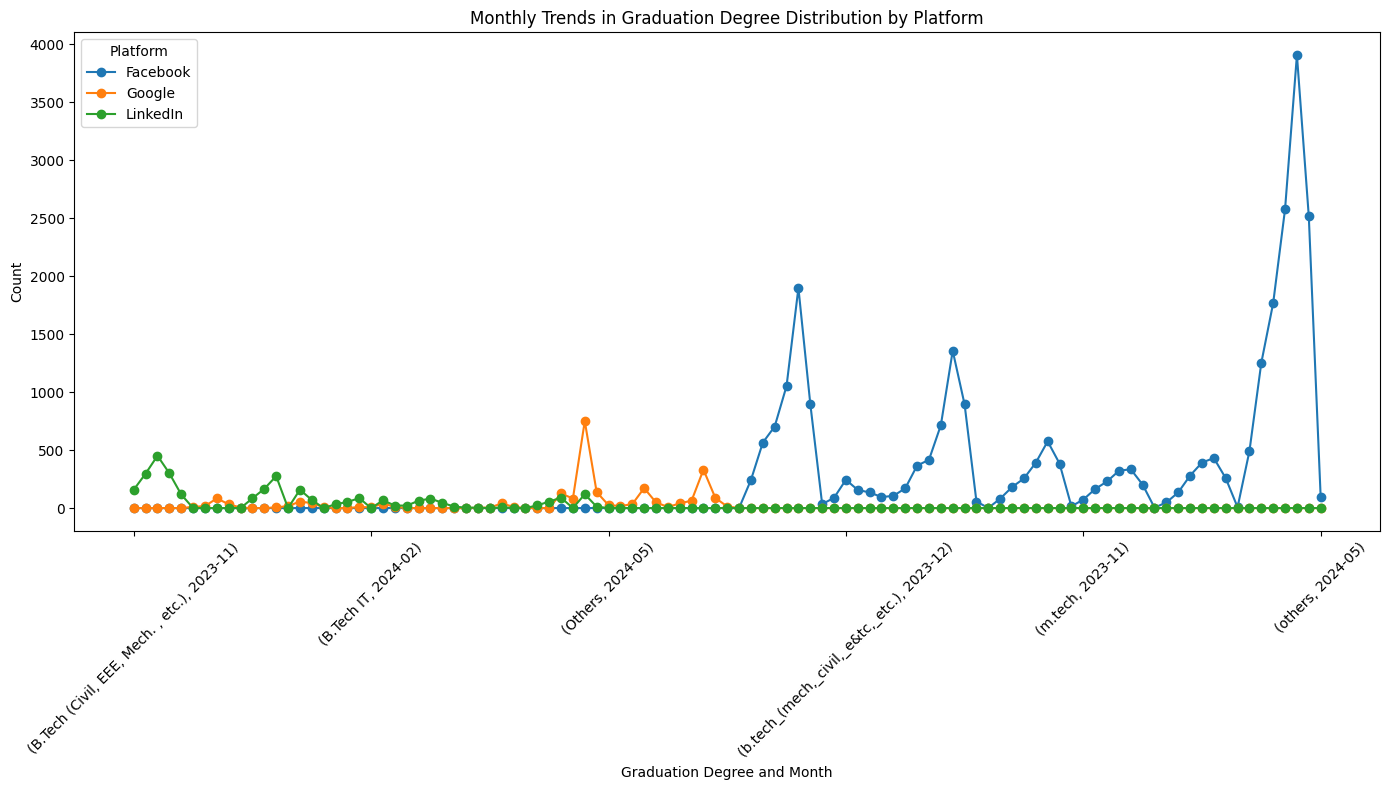 Monthly Trends in Graduation Degree Distribution by Platform
Platform
Facebook
Google
LinkedIn
Count
4000
3500
3000
2500
2000
1500
1000
500
0
(B.Tech (Civil, EEE, Mech. , etc.), 2023-11)
(B.Tech IT, 2024-02)
(Others, 2024-05)
(b.tech_(mech,_civil,_e&tc,_etc.), 2023-12)
(m.tech, 2023-11)
(others, 2024-05)
Graduation Degree and Month